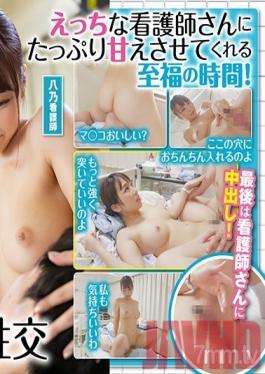 えっちな看護師さんに
たっぷり甘えさせてくれる
至福の時間!
八乃看護師
マ〇コおいしい?
ここの穴に
おちんちん入れるのよ
もっと強く
突いていいのよ
最後は看護師さんに
中出し!
私も
気持ちいいわ
性交
7mm.tv